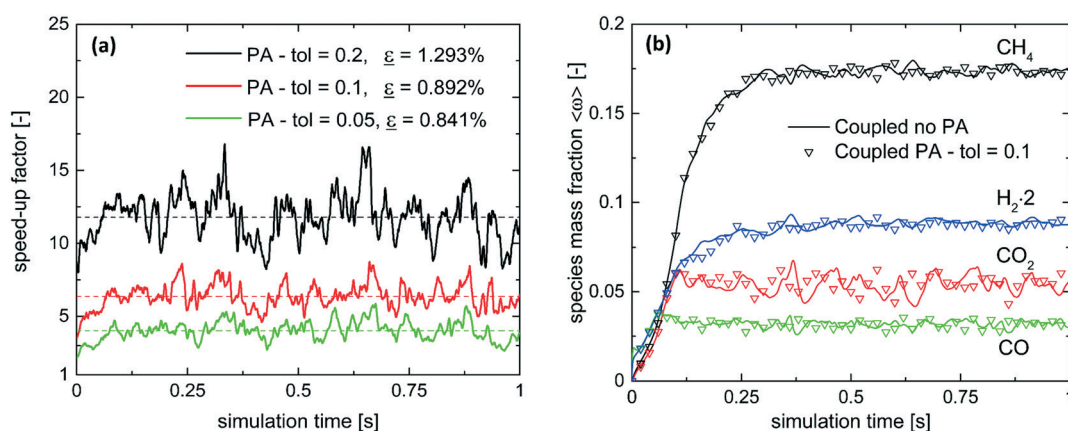 (a)
PA - tol = 0.2, ε = 1.293%
PA - tol = 0.1, ε = 0.892%
PA - tol = 0.05, ε = 0.841%
speed-up factor [-]
25
20
15
10
5
1
0
0.25
0.5
0.75
1
simulation time [s]
(b)
CH₄
Coupled no PA
Coupled PA - tol = 0.1
H₂·2
CO₂
CO
species mass fraction <ω> [-]
0.2
0.15
0.1
0.05
0
0
0.25
0.5
0.75
1
simulation time [s]